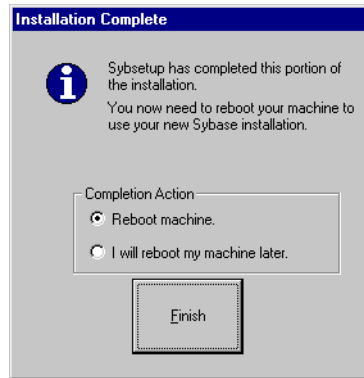 Installation Complete
Sybsetup has completed this portion of
the installation.
You now need to reboot your machine to
use your new Sybase installation.
Completion Action
Reboot machine.
I will reboot my machine later.
Finish